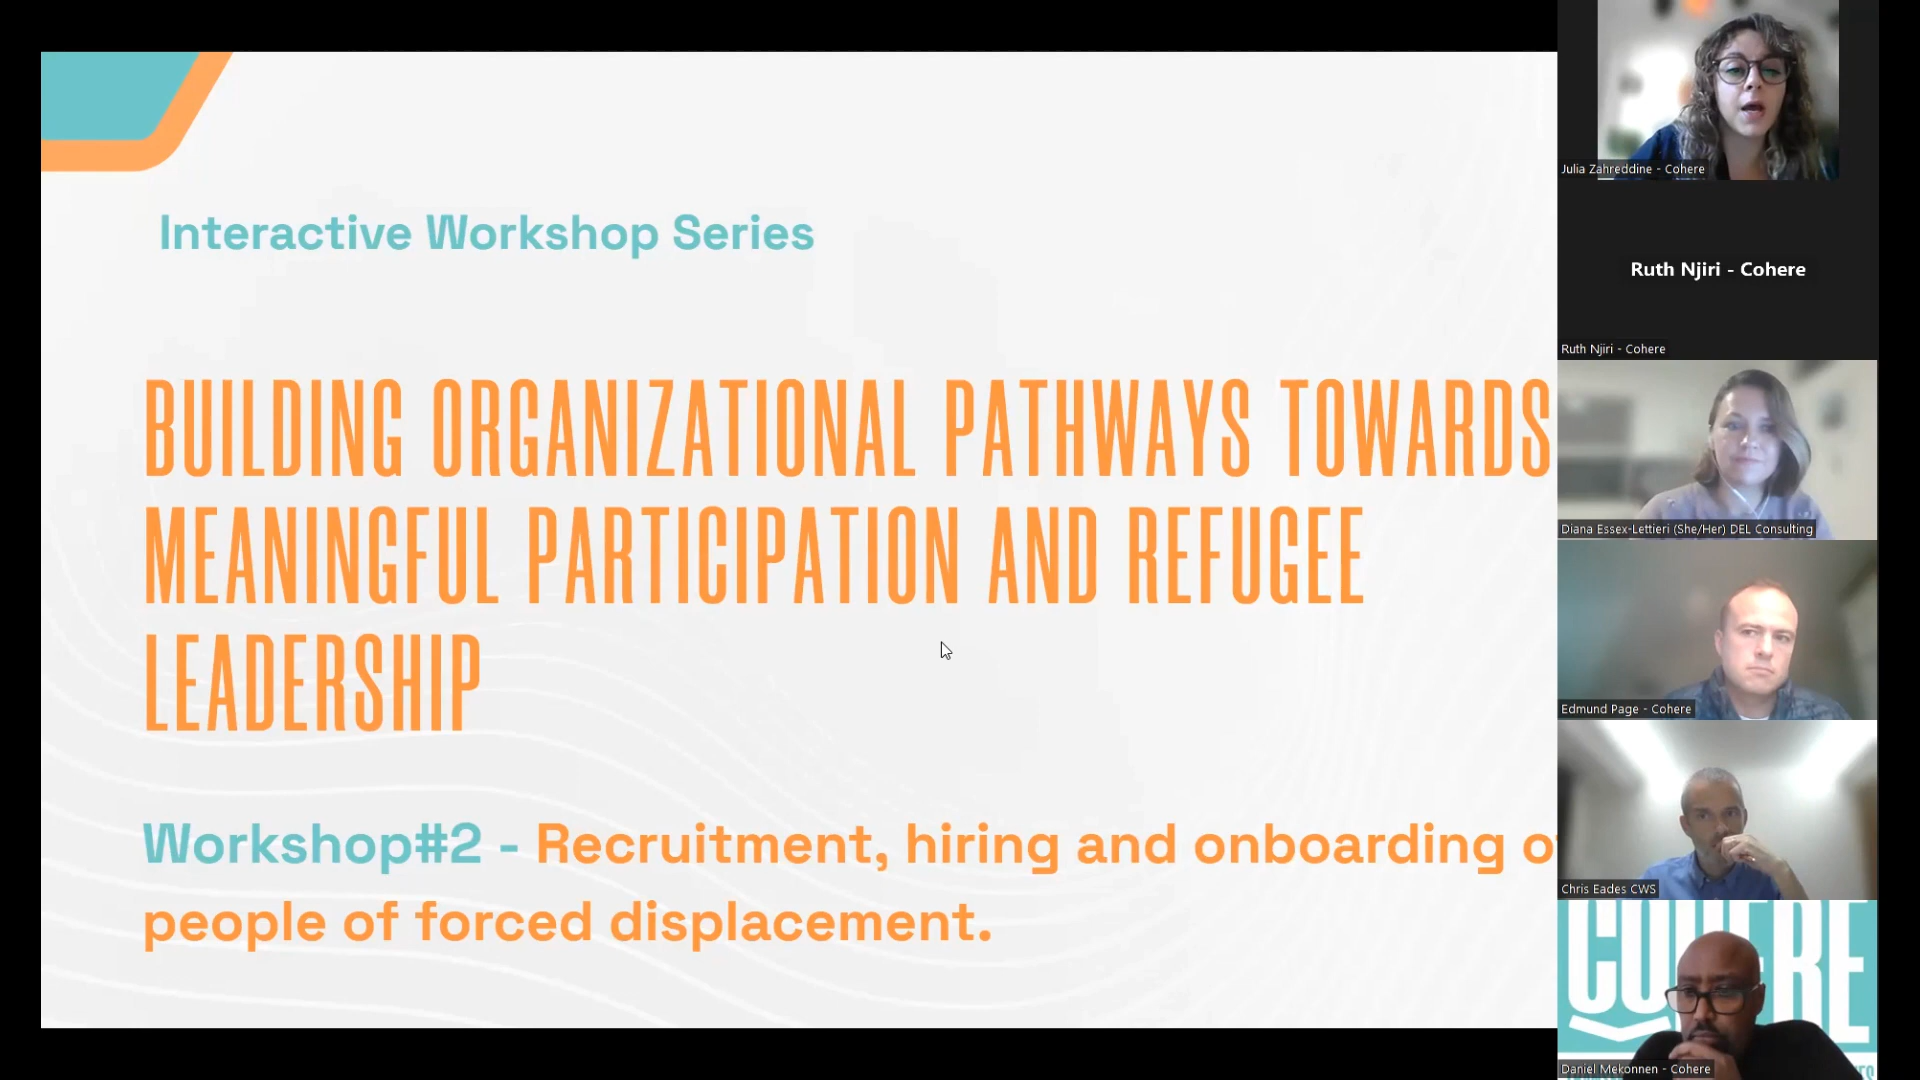 Interactive Workshop Series
BUILDING ORGANIZATIONAL PATHWAYS TOWARDS
MEANINGFUL PARTICIPATION AND REFUGEE
LEADERSHIP
Workshop#2 - Recruitment, hiring and onboarding
people of forced displacement.
Julia Zahreddine - Cohere
Ruth Njiri - Cohere
Ruth Njiri - Cohere
Diana Essex-Lettieri (She/Her) DEL Consulting
Edmund Page - Cohere
Chris Eades CWS
COHERE
Daniel Mekonnen - Cohere